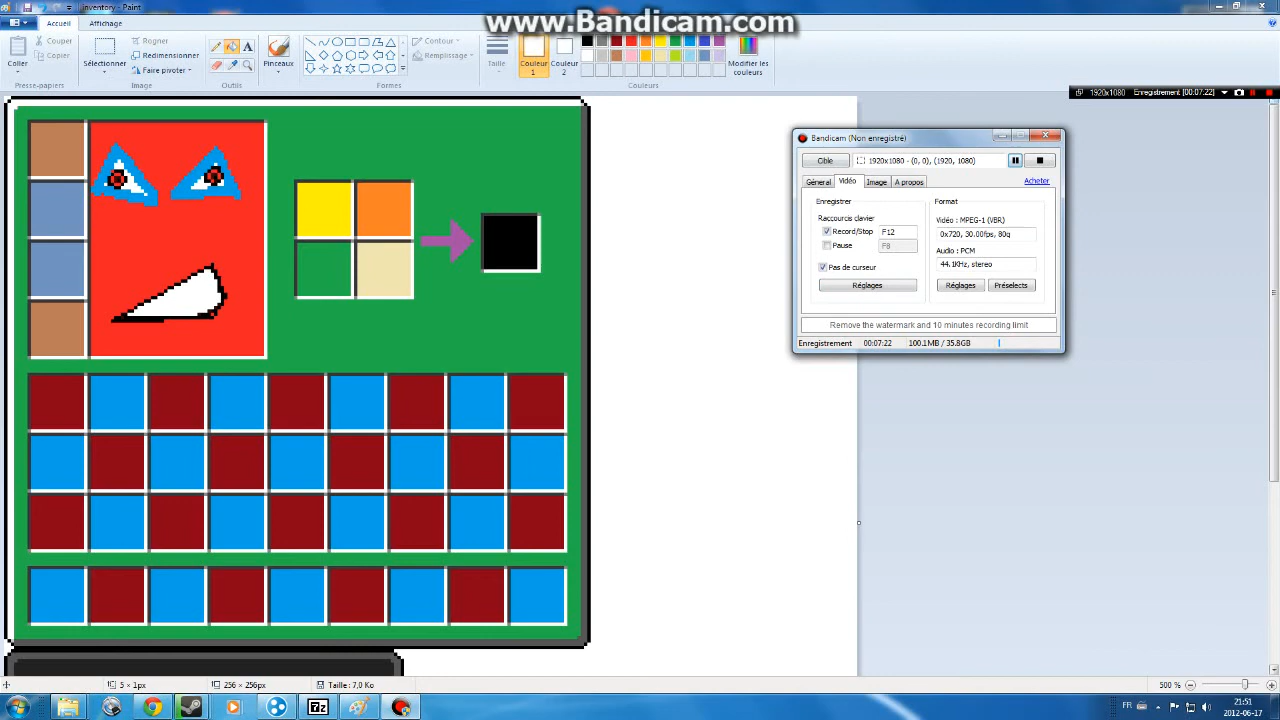 inventory - Paint
www.Bandicam.com
Accueil
Affichage
Coller
Couper
Copier
Presse-papiers
Sélectionner
Rogner
Redimensionner
Faire pivoter
Image
A
Outils
Pinceaux
Contour
Remplissage
Formes
Taille
Couleur
1
Couleur
2
Modifier les
couleurs
Couleurs
1920x1080
Enregistrement [00:07:22]
Bandicam (Non enregistré)
Cible
1920x1080 - (0, 0), (1920, 1080)
Géneral
Vidéo
Image
A propos
Acheter
Enregistrer
Raccourcis clavier
Record/Stop
F12
Pause
F8
Pas de curseur
Réglages
Format
Vidéo : MPEG-1 (VBR)
0x720, 30.00fps, 80q
Audio : PCM
44.1KHz, stereo
Réglages
Préselects
Remove the watermark and 10 minutes recording limit
Enregistrement
00:07:22
100.1MB / 35.8GB
5 × 1px
256 × 256px
Taille : 7,0 Ko
500 %
7z
FR
21:51
2012-06-17